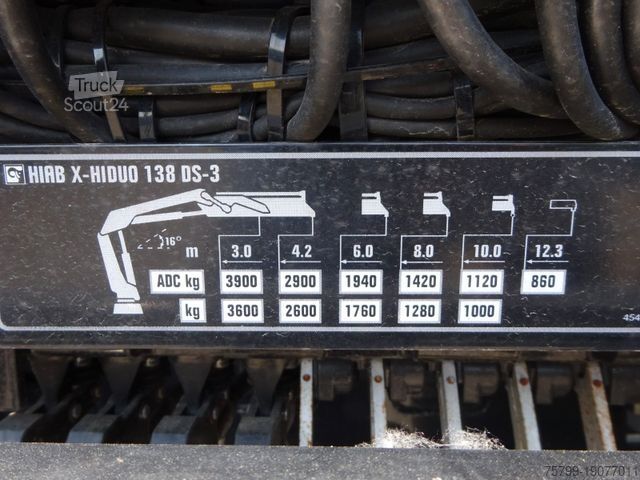 Truck
Scout24
HIAB X-HIDUO 138 DS-3
16°
m 3.0 4.2 6.0 8.0 10.0 12.3
ADC kg 3900 2900 1940 1420 1120 860
kg 3600 2600 1760 1280 1000
454
75799-19077011